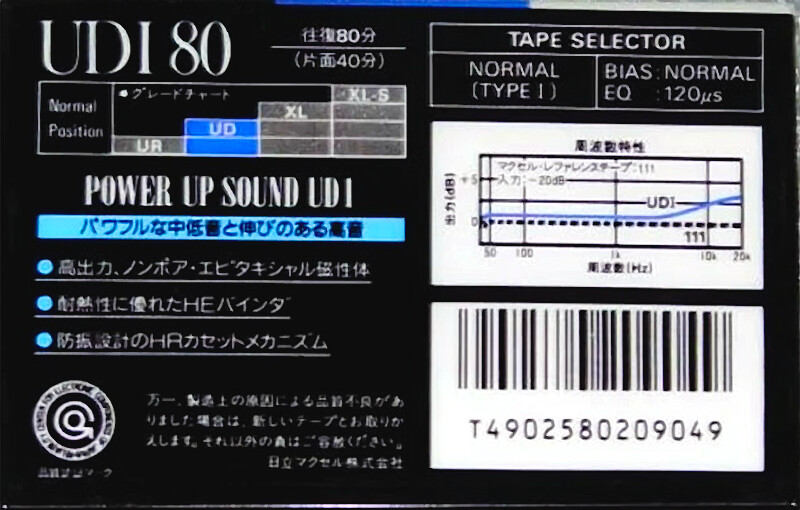 UDI 80
往復80分
(片面40分)
Normal
Position
●グレードチャート
UR
UD
XL
XL-S
POWER UP SOUND UD I
パワフルな中低音と伸びのある高音
高出力、ノンポア・エピタキシャル磁性体
耐熱性に優れたHEバインダ
防振設計のHRカセットメカニズム
万一、製造上の原因による品質不良があ
りました場合は、新しいテープとお取りか
えします。それ以外の責はご容赦ください。
日立マクセル株式会社
品質認証マーク
TAPE SELECTOR
NORMAL
(TYPE I)
BIAS:NORMAL
EQ :120μs
周波数特性
マクセル・レファレンステープ:111
入力:-20dB
出力(dB)
+5
0
UDI
111
50 100 1k 10k 20k
周波数(Hz)
T4902580209049